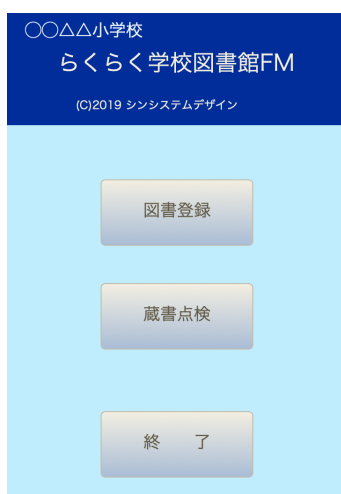 ○○△△小学校
らくらく学校図書館FM
(C)2019 シンシステムデザイン
図書登録
蔵書点検
終　了